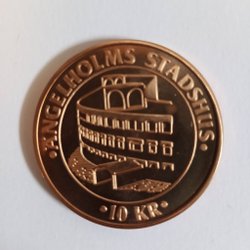 ·ÄNGELHOLMS STADSHUS·
·10 KR·